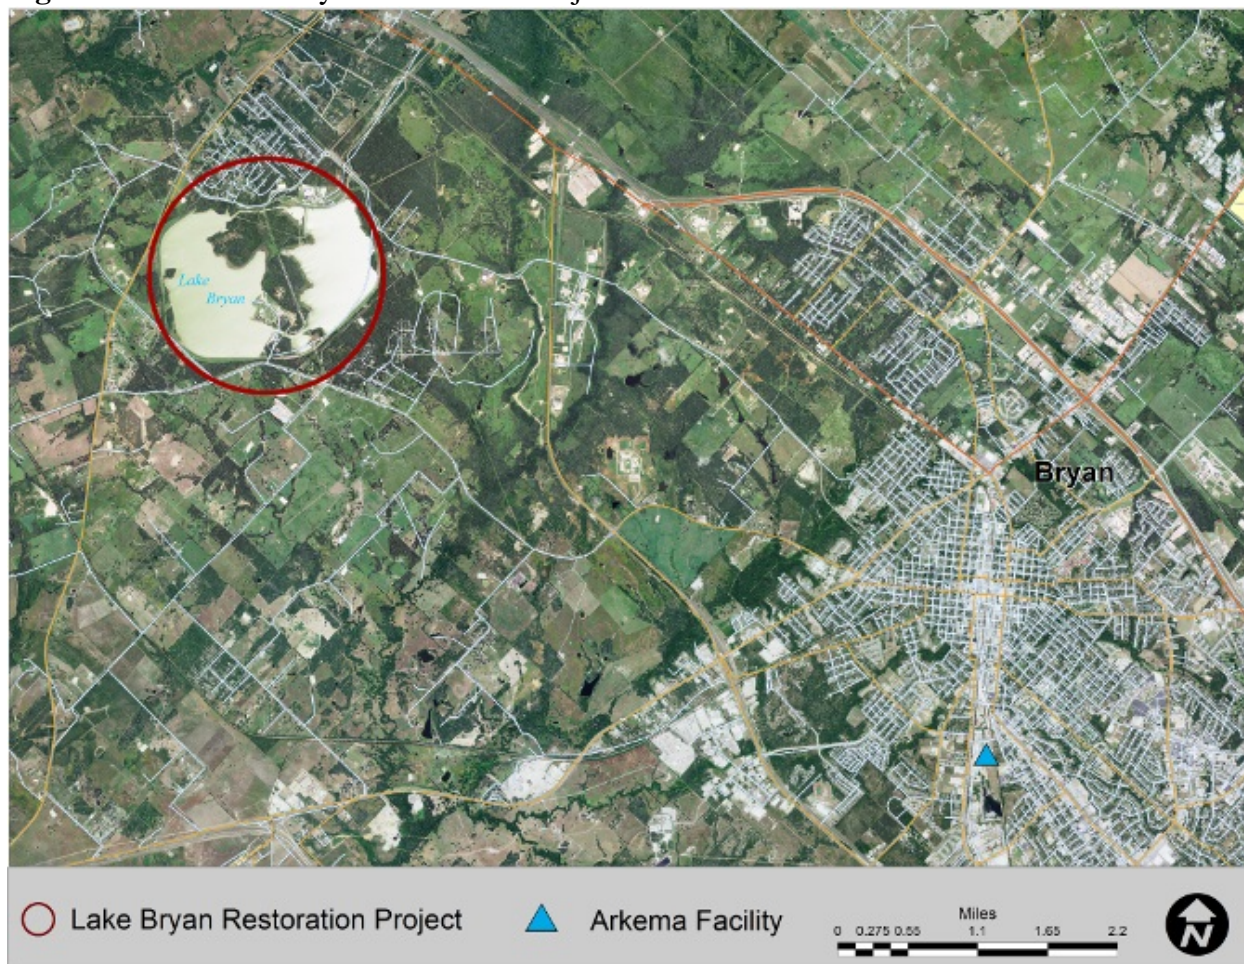 Lake
Bryan
Bryan
Lake Bryan Restoration Project
Arkema Facility
Miles
0 0.275 0.55 1.1 1.65 2.2
N